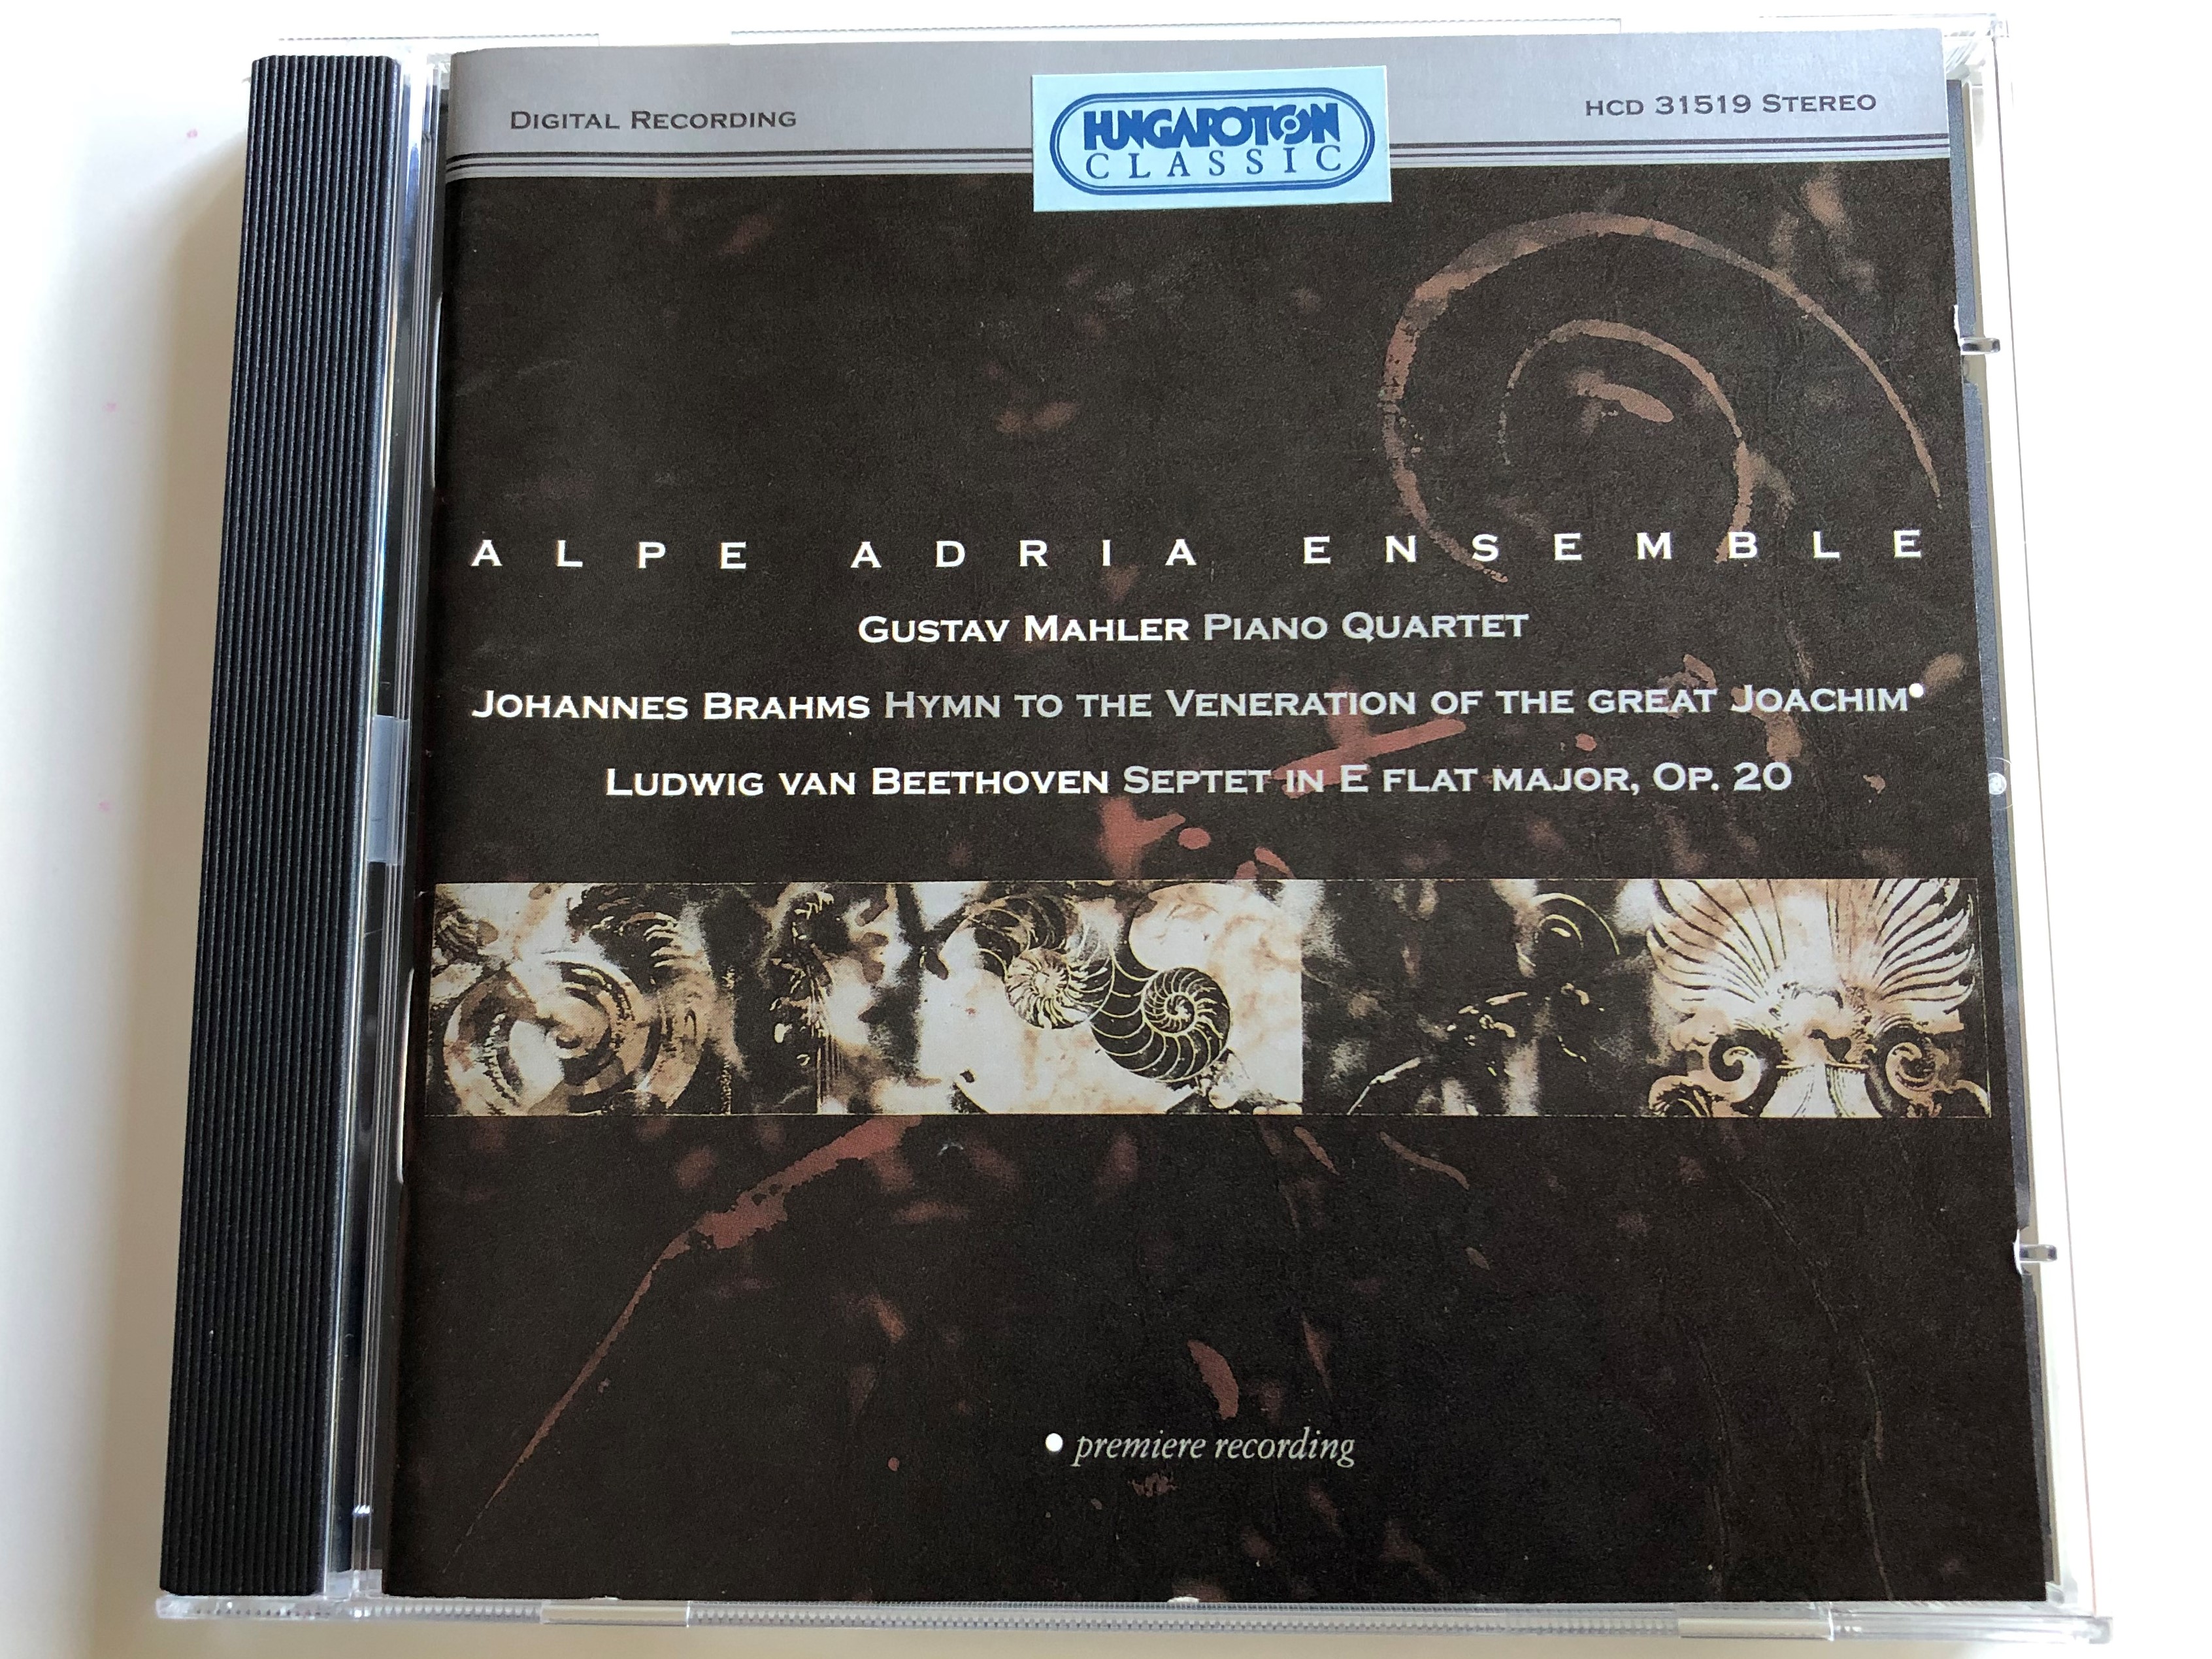 DIGITAL RECORDING
HUNGAROTON
CLASSIC
HCD 31519 STEREO
ALPE ADRIA ENSEMBLE
GUSTAV MAHLER PIANO QUARTET
JOHANNES BRAHMS HYMN TO THE VENERATION OF THE GREAT JOACHIM•
LUDWIG VAN BEETHOVEN SEPTET IN E FLAT MAJOR, OP. 20
• premiere recording